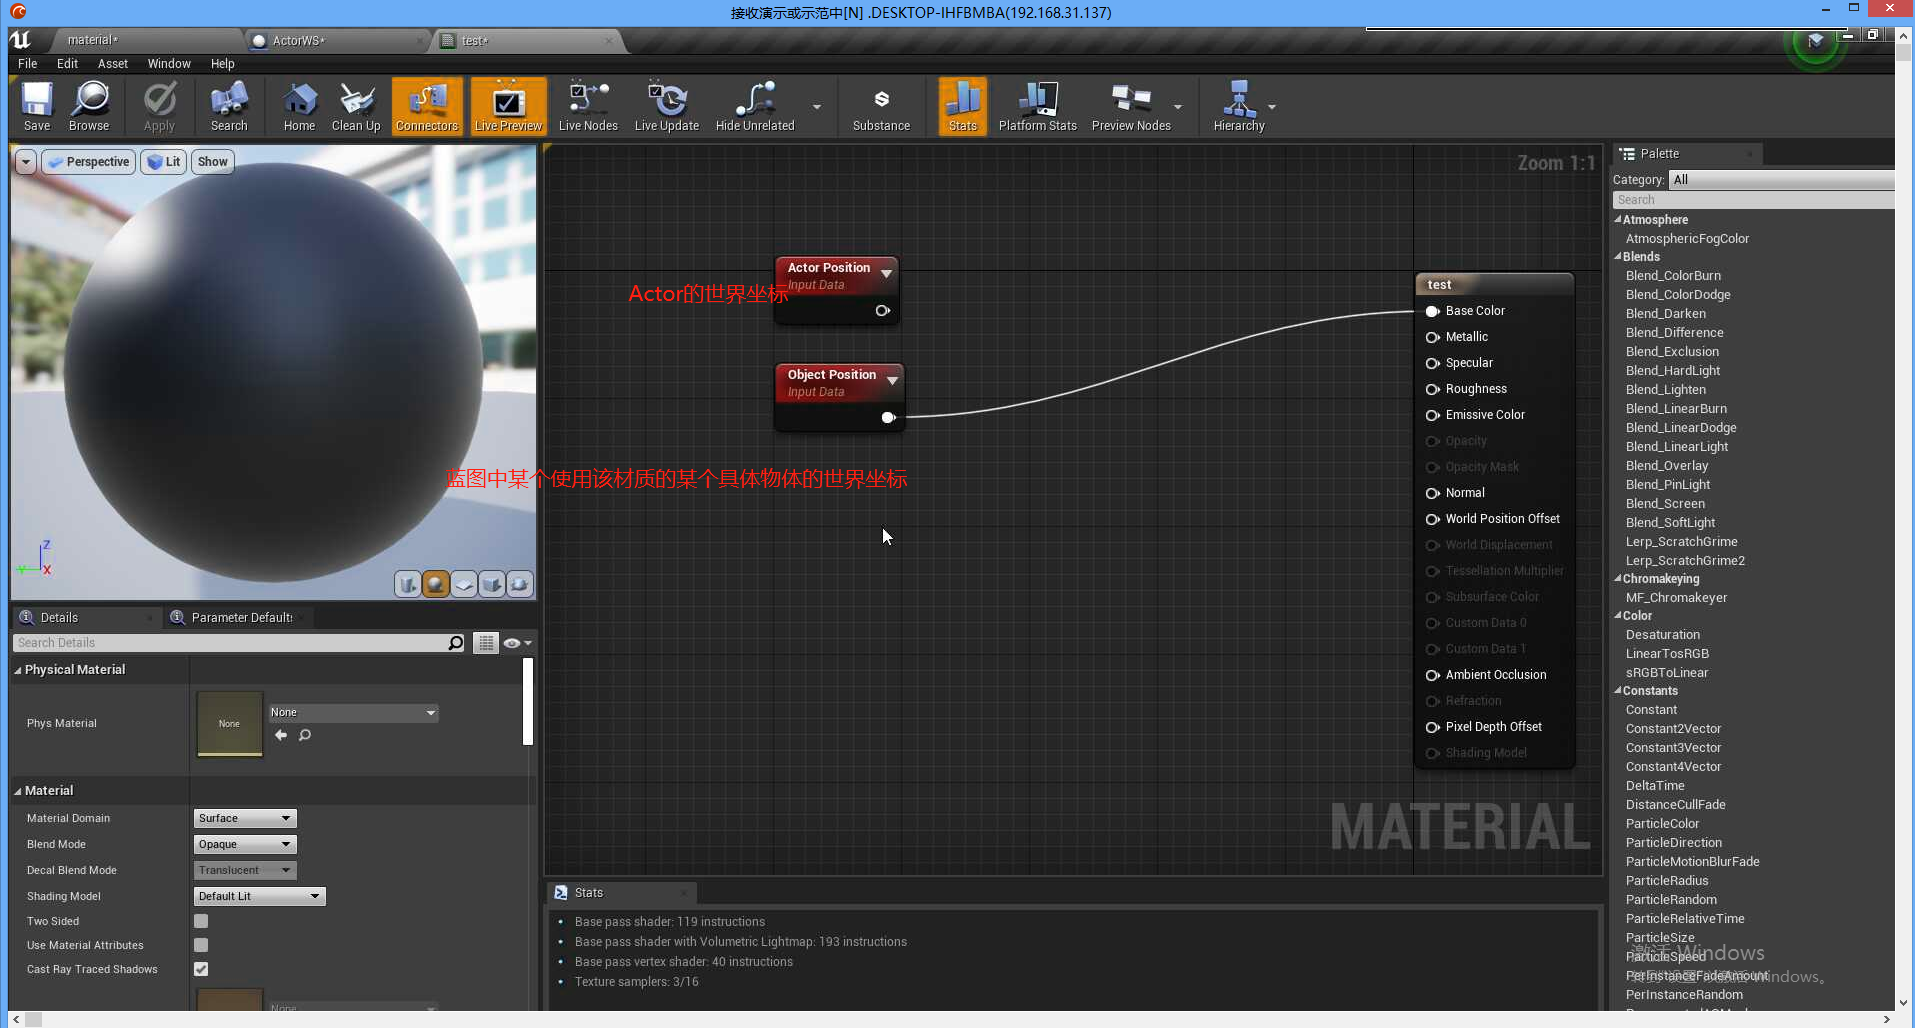 接收演示或示范中[N] .DESKTOP-IHFBMBA(192.168.31.137)
material*
ActorWS*
test*
File Edit Asset Window Help
Save Browse Apply Search Home Clean Up Connectors Live Preview Live Nodes Live Update Hide Unrelated Substance Stats Platform Stats Preview Nodes Hierarchy
Perspective Lit Show
Zoom 1:1
Actor Position
Input Data
Actor的世界坐标
Object Position
Input Data
蓝图中某个使用该材质的某个具体物体的世界坐标
test
Base Color
Metallic
Specular
Roughness
Emissive Color
Opacity
Opacity Mask
Normal
World Position Offset
World Displacement
Tessellation Multiplier
Subsurface Color
Custom Data 0
Custom Data 1
Ambient Occlusion
Refraction
Pixel Depth Offset
Shading Model
MATERIAL
Z
Y
X
Details
Parameter Default
Search Details
Physical Material
Phys Material
None
None
Material
Material Domain Surface
Blend Mode Opaque
Decal Blend Mode Translucent
Shading Model Default Lit
Two Sided
Use Material Attributes
Cast Ray Traced Shadows
None
Stats
Base pass shader: 119 instructions
Base pass shader with Volumetric Lightmap: 193 instructions
Base pass vertex shader: 40 instructions
Texture samplers: 3/16
Palette
Category: All
Search
Atmosphere
AtmosphericFogColor
Blends
Blend_ColorBurn
Blend_ColorDodge
Blend_Darken
Blend_Difference
Blend_Exclusion
Blend_HardLight
Blend_Lighten
Blend_LinearBurn
Blend_LinearDodge
Blend_LinearLight
Blend_Overlay
Blend_PinLight
Blend_Screen
Blend_SoftLight
Lerp_ScratchGrime
Lerp_ScratchGrime2
Chromakeying
MF_Chromakeyer
Color
Desaturation
LinearTosRGB
sRGBToLinear
Constants
Constant
Constant2Vector
Constant3Vector
Constant4Vector
DeltaTime
DistanceCullFade
ParticleColor
ParticleDirection
ParticleMotionBlurFade
ParticleRadius
ParticleRandom
ParticleRelativeTime
ParticleSize
激活 Windows
ParticleSpeed
PerInstanceFadeAmount
Windows。
PerInstanceRandom